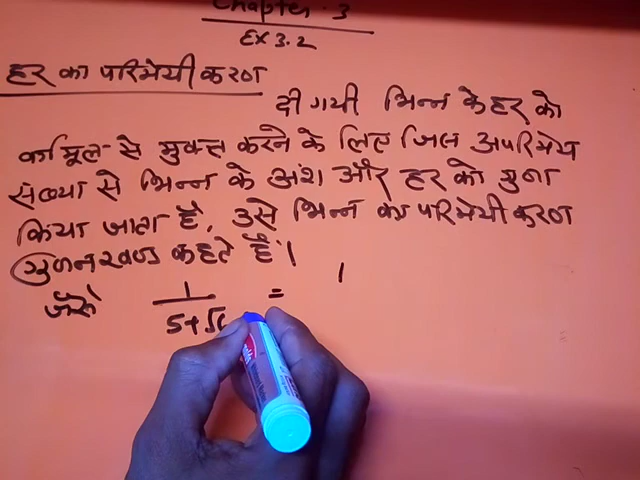 Chapter - 3
Ex 3.2
हर का परिमेयी करण
दी गयी भिन्न के हर को
करणी मूल से मुक्त करने के लिए जिस अपरिमेय
संख्या से भिन्न के अंश और हर को गुणा
किया जाता है, उसे भिन्न का परिमेयी करण
गुणनखण्ड कहते हैं।
जैसे 1 = 1
5+√